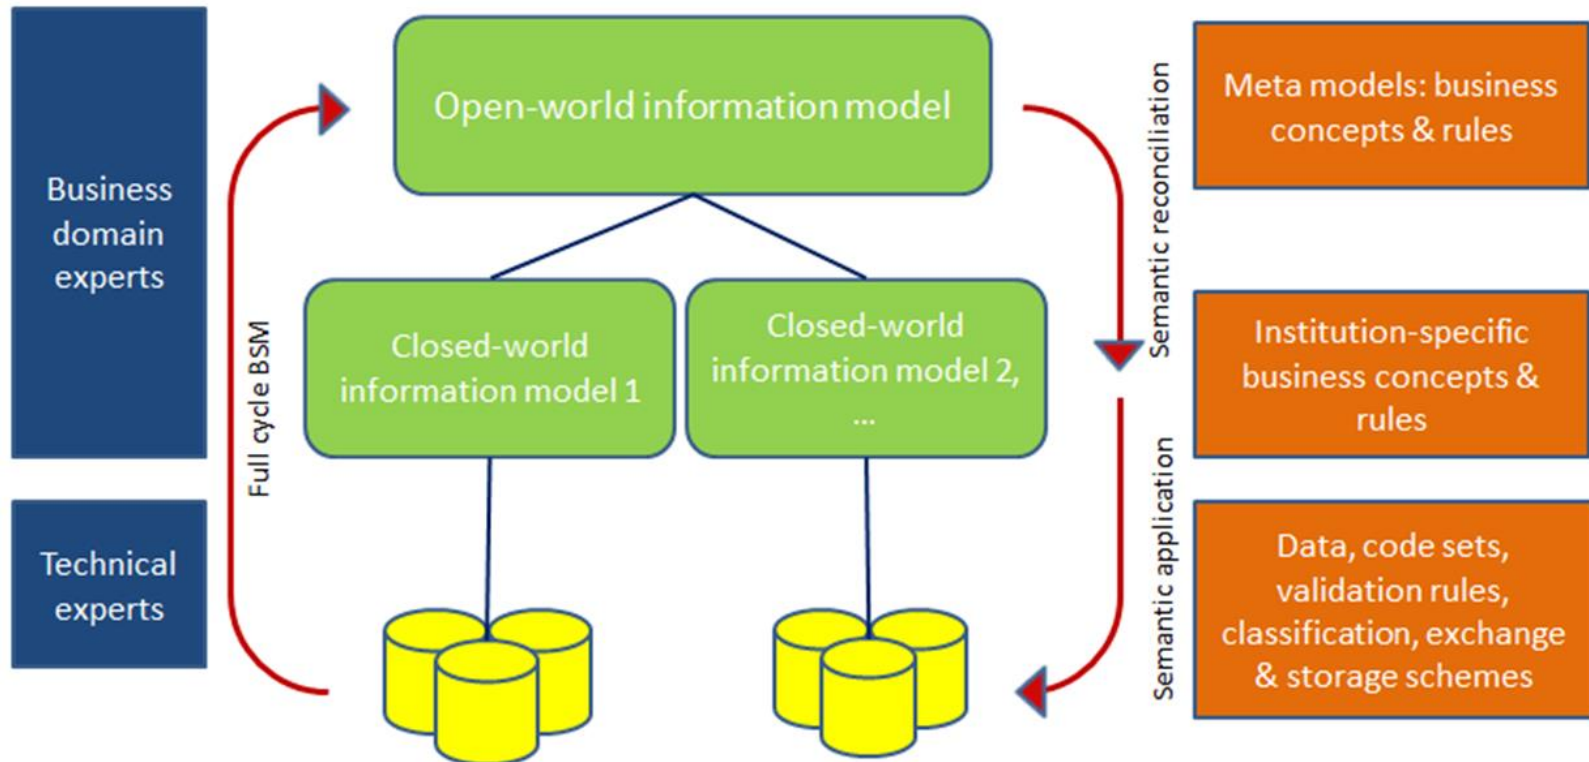 Business
domain
experts
Technical
experts
Full cycle BSM
Open-world information model
Closed-world
information model 1
Closed-world
information model 2,
...
Semantic reconciliation
Semantic application
Meta models: business
concepts & rules
Institution-specific
business concepts &
rules
Data, code sets,
validation rules,
classification, exchange
& storage schemes